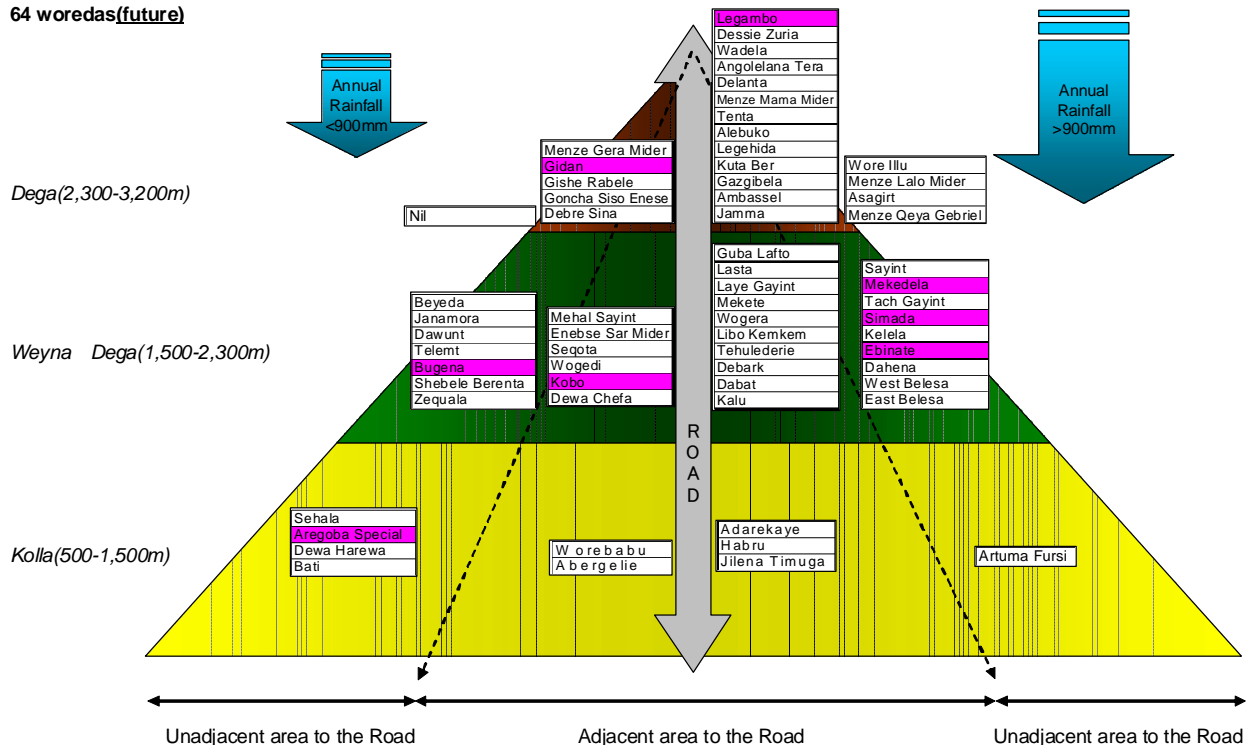 64 woredas(future)
Annual
Rainfall
<900mm
Annual
Rainfall
>900mm
Dega(2,300-3,200m)
Nil
Menze Gera Mider
Gidan
Gishe Rabele
Goncha Siso Enese
Debre Sina
Legambo
Dessie Zuria
Wadela
Angolelana Tera
Delanta
Menze Mama Mider
Tenta
Alebuko
Legehida
Kuta Ber
Gazgibela
Ambassel
Jamma
Wore Illu
Menze Lalo Mider
Asagirt
Menze Qeya Gebriel
Weyna Dega(1,500-2,300m)
Beyeda
Janamora
Dawunt
Telemt
Bugena
Shebele Berenta
Zequala
Mehal Sayint
Enebse Sar Mider
Seqota
Wogedi
Kobo
Dewa Chefa
Guba Lafto
Lasta
Laye Gayint
Mekete
Wogera
Libo Kemkem
Tehulederie
Debark
Dabat
Kalu
Sayint
Mekedela
Tach Gayint
Simada
Kelela
Ebinate
Dahena
West Belesa
East Belesa
R
O
A
D
Kolla(500-1,500m)
Sehala
Aregoba Special
Dewa Harewa
Bati
Worebabu
Abergelie
Adarekaye
Habru
Jilena Timuga
Artuma Fursi
Unadjacent area to the Road
Adjacent area to the Road
Unadjacent area to the Road